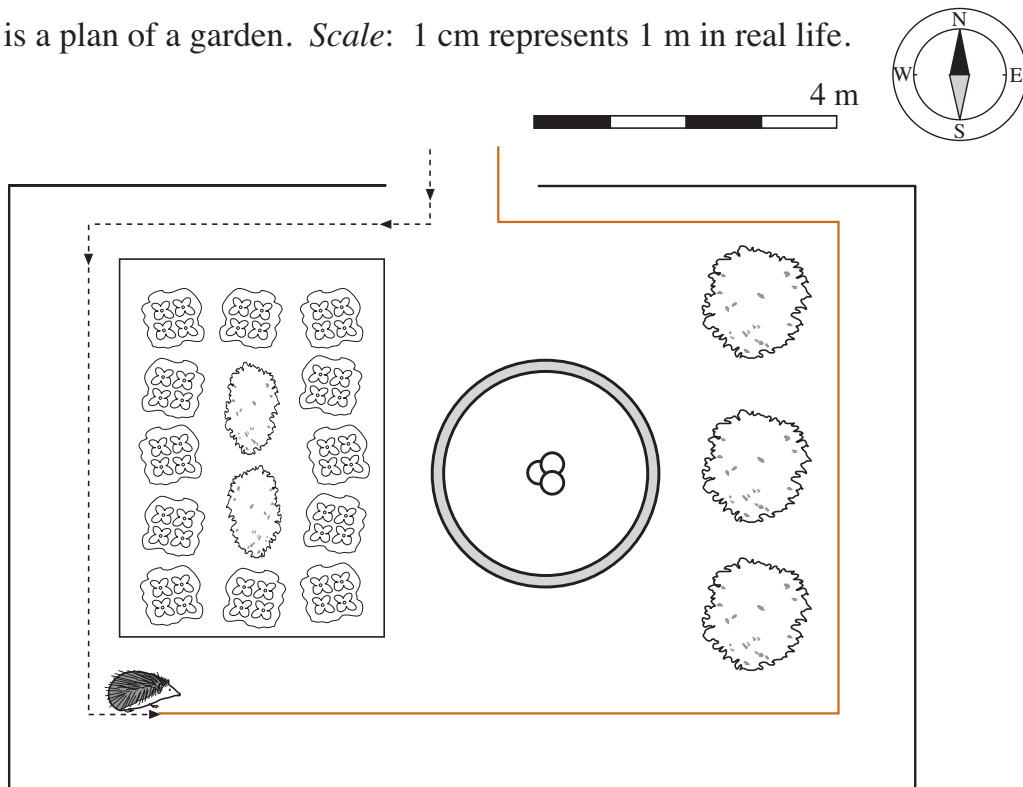 is a plan of a garden. Scale: 1 cm represents 1 m in real life.
N
W E
S
4 m